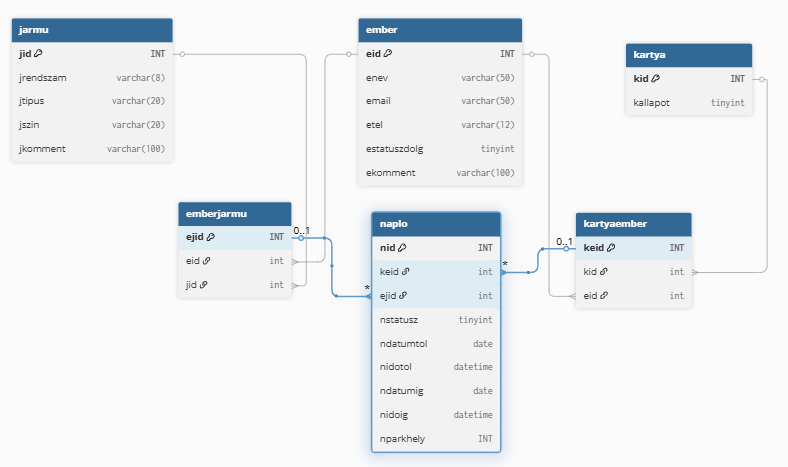 jarmu
jid INT
jrendszam varchar(8)
jtipus varchar(20)
jszin varchar(20)
jkomment varchar(100)
ember
eid INT
enev varchar(50)
email varchar(50)
etel varchar(12)
estatuszdolg tinyint
ekomment varchar(100)
kartya
kid INT
kallapot tinyint
emberjarmu
ejid INT
eid int
jid int
0..1
*
naplo
nid INT
keid int
ejid int
nstatusz tinyint
ndatumtol date
nidotol datetime
ndatumig date
nidoig datetime
nparkhely INT
*
0..1
kartyaember
keid INT
kid int
eid int